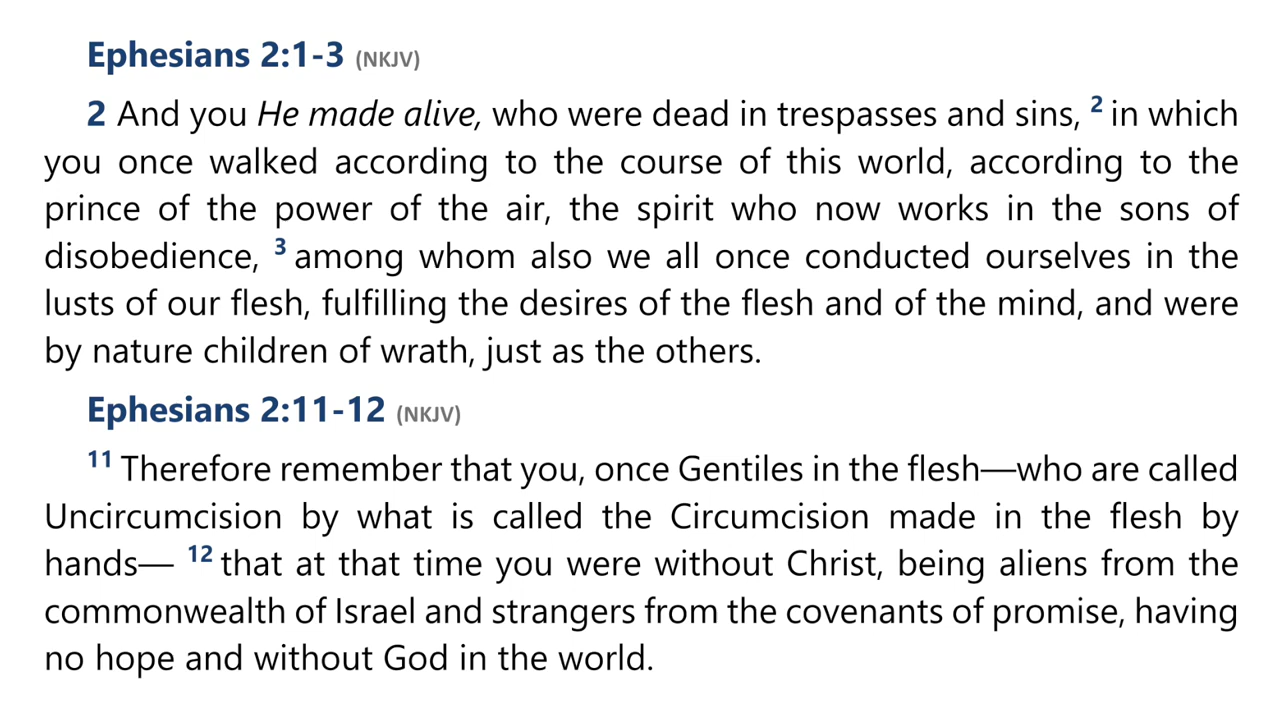 Ephesians 2:1-3 (NKJV)
2 And you He made alive, who were dead in trespasses and sins, 2 in which
you once walked according to the course of this world, according to the
prince of the power of the air, the spirit who now works in the sons of
disobedience, 3 among whom also we all once conducted ourselves in the
lusts of our flesh, fulfilling the desires of the flesh and of the mind, and were
by nature children of wrath, just as the others.
Ephesians 2:11-12 (NKJV)
11 Therefore remember that you, once Gentiles in the flesh—who are called
Uncircumcision by what is called the Circumcision made in the flesh by
hands— 12 that at that time you were without Christ, being aliens from the
commonwealth of Israel and strangers from the covenants of promise, having
no hope and without God in the world.